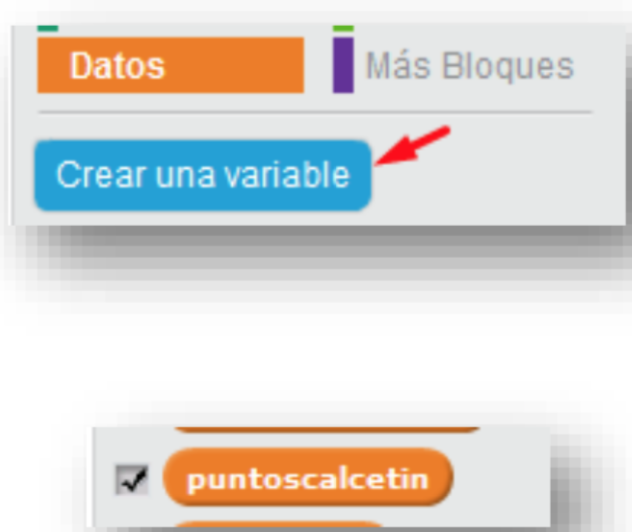 Datos
Más Bloques
Crear una variable
puntoscalcetin